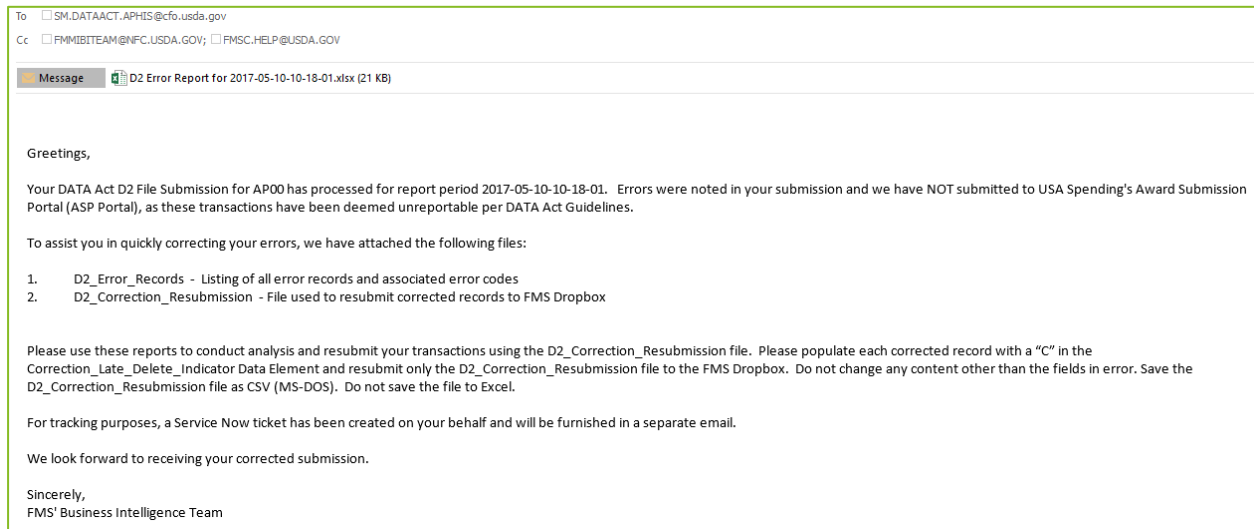 To SM.DATAACT.APHIS@cfo.usda.gov
Cc FMMIBITEAM@NFC.USDA.GOV; FMSC.HELP@USDA.GOV
Message D2 Error Report for 2017-05-10-10-18-01.xlsx (21 KB)
Greetings,
Your DATA Act D2 File Submission for AP00 has processed for report period 2017-05-10-10-18-01. Errors were noted in your submission and we have NOT submitted to USA Spending's Award Submission
Portal (ASP Portal), as these transactions have been deemed unreportable per DATA Act Guidelines.
To assist you in quickly correcting your errors, we have attached the following files:
1. D2_Error_Records - Listing of all error records and associated error codes
2. D2_Correction_Resubmission - File used to resubmit corrected records to FMS Dropbox
Please use these reports to conduct analysis and resubmit your transactions using the D2_Correction_Resubmission file. Please populate each corrected record with a “C” in the
Correction_Late_Delete_Indicator Data Element and resubmit only the D2_Correction_Resubmission file to the FMS Dropbox. Do not change any content other than the fields in error. Save the
D2_Correction_Resubmission file as CSV (MS-DOS). Do not save the file to Excel.
For tracking purposes, a Service Now ticket has been created on your behalf and will be furnished in a separate email.
We look forward to receiving your corrected submission.
Sincerely,
FMS' Business Intelligence Team